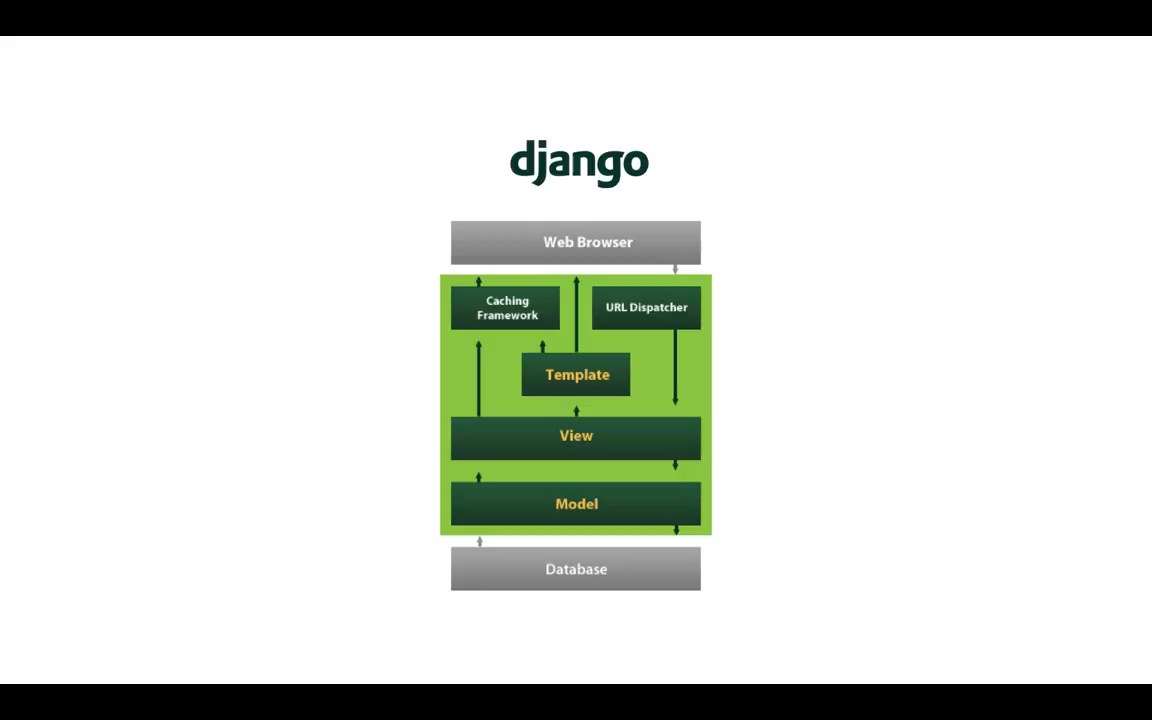 django
Web Browser
Caching
Framework
URL Dispatcher
Template
View
Model
Database